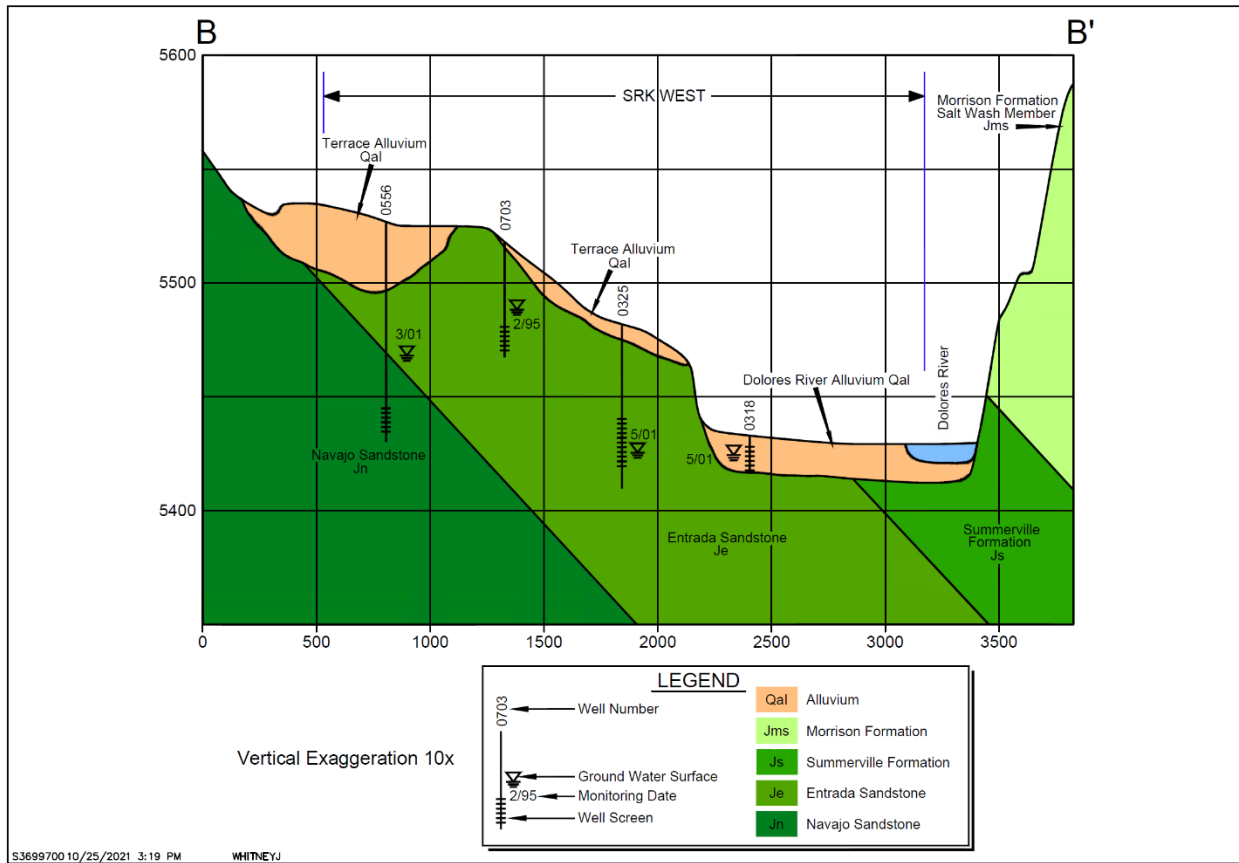 B
B'
5600
5500
5400
SRK WEST
Morrison Formation
Salt Wash Member
Jms
Terrace Alluvium
Qal
0556
0703
Terrace Alluvium
Qal
0325
3/01
2/95
Dolores River Alluvium Qal
Dolores River
0318
5/01
5/01
Navajo Sandstone
Jn
Entrada Sandstone
Je
Summerville
Formation
Js
0
500
1000
1500
2000
2500
3000
3500
LEGEND
0703
Well Number
Ground Water Surface
2/95
Monitoring Date
Well Screen
Qal Alluvium
Jms Morrison Formation
Js Summerville Formation
Je Entrada Sandstone
Jn Navajo Sandstone
Vertical Exaggeration 10x
S3699700 10/25/2021 3:19 PM WHITNEYJ